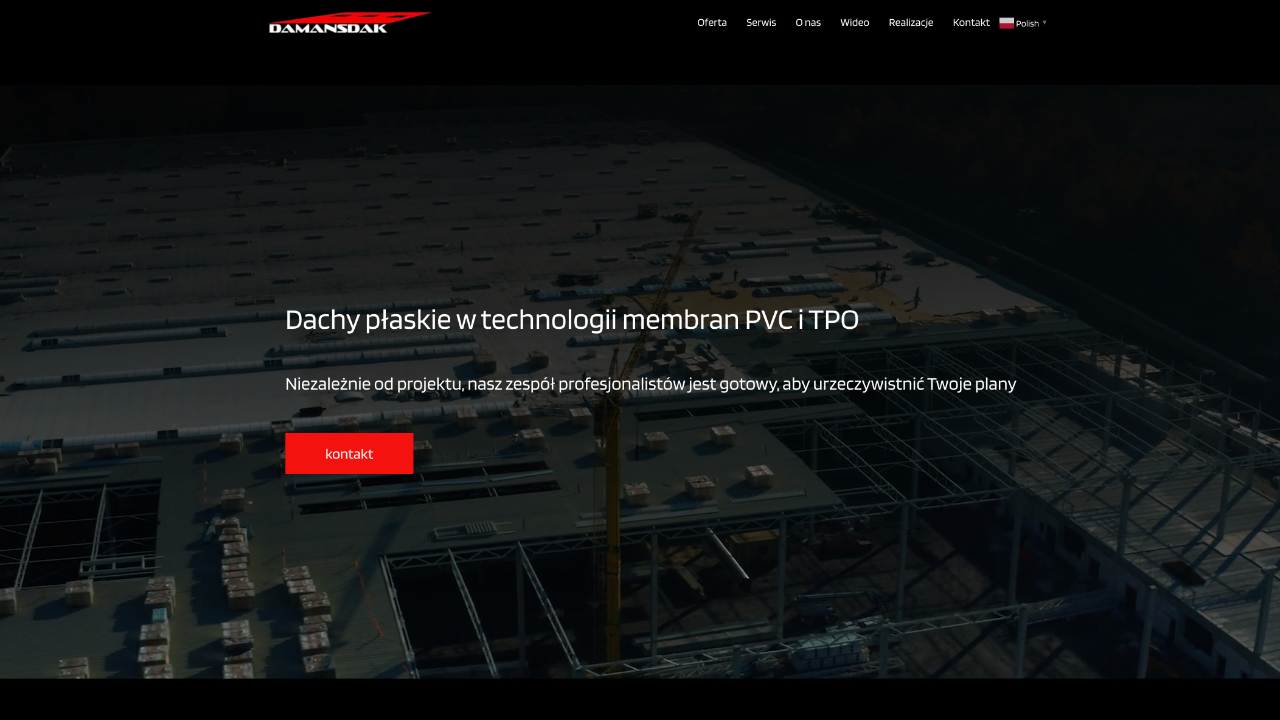 DAMANSDAK
Oferta Serwis O nas Wideo Realizacje Kontakt Polish
Dachy płaskie w technologii membran PVC i TPO
Niezależnie od projektu, nasz zespół profesjonalistów jest gotowy, aby urzeczywistnić Twoje plany
kontakt